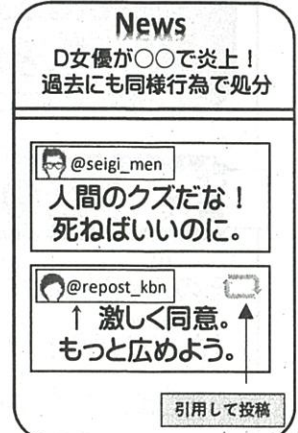 News
D女優が○○で炎上！
過去にも同様行為で処分
@seigi_men
人間のクズだな！
死ねばいいのに。
@repost_kbn
↑ 激しく同意。
もっと広めよう。
引用して投稿